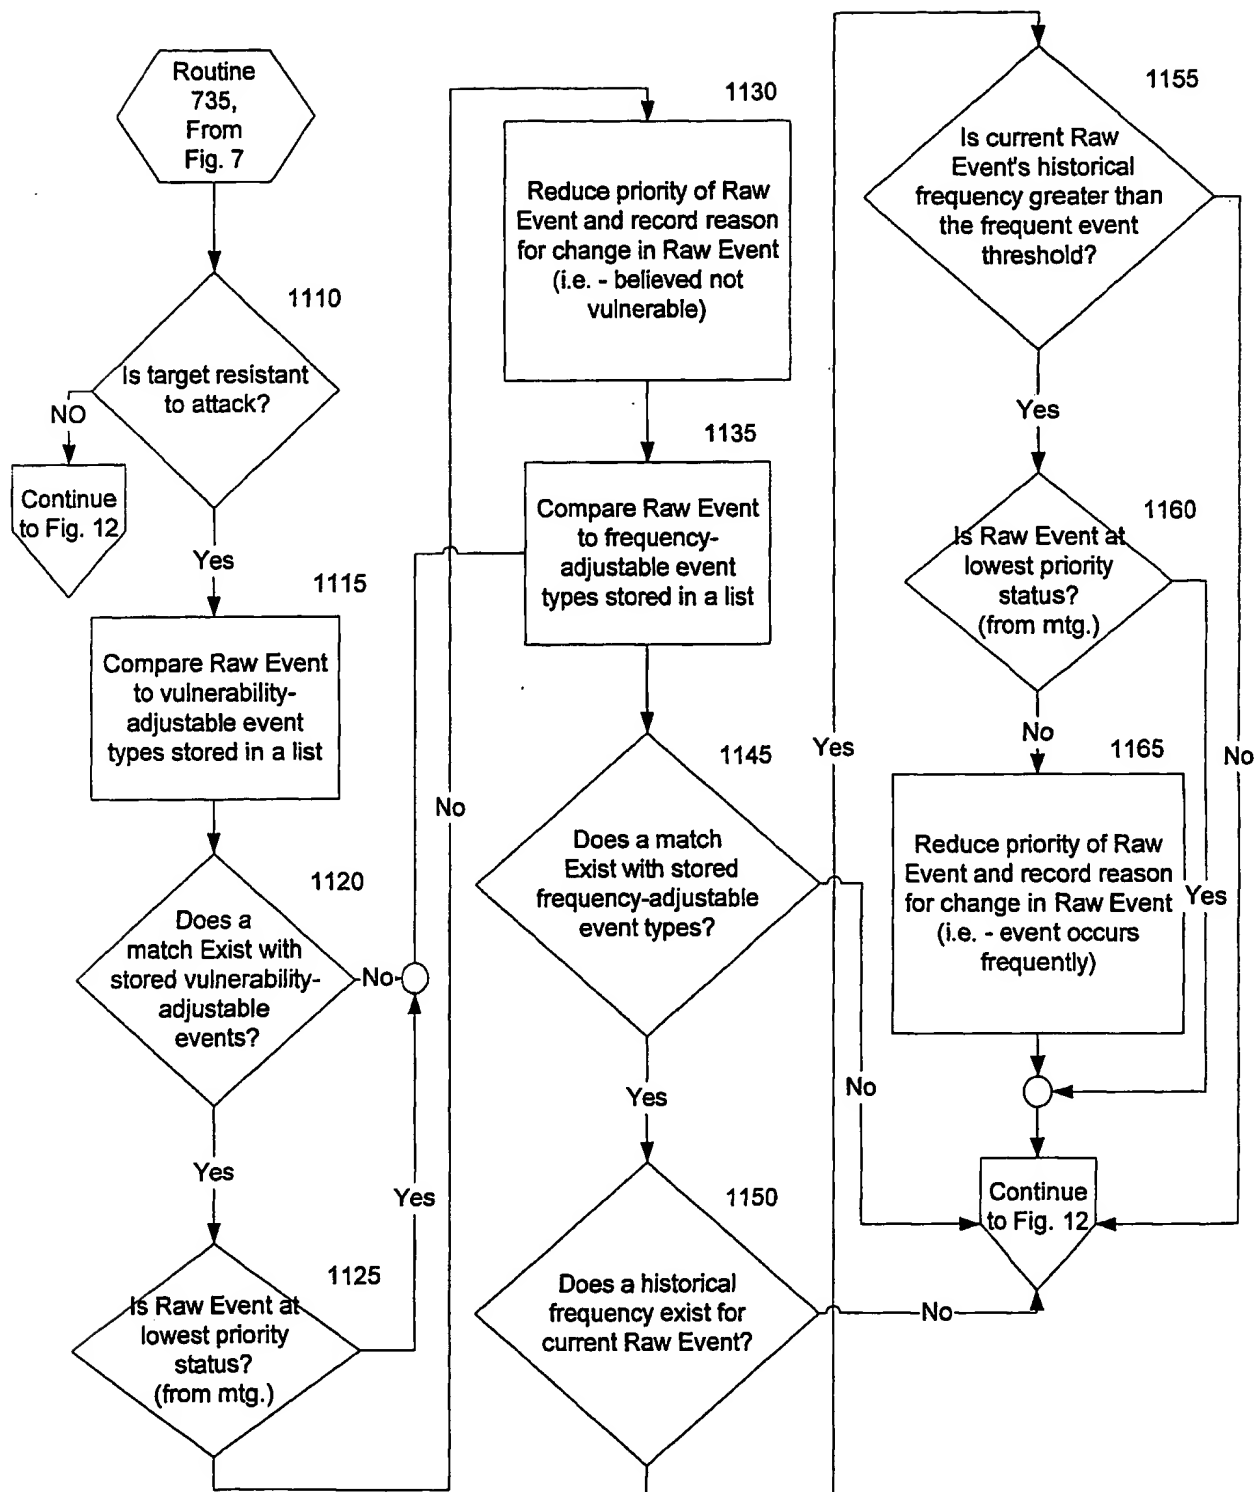 Routine
735,
From
Fig. 7
1110
Is target resistant
to attack?
NO
Continue
to Fig. 12
Yes
1115
Compare Raw Event
to vulnerability-
adjustable event
types stored in a list
1120
Does a
match Exist with
stored vulnerability-
adjustable
events?
No
Yes
Yes
1125
Is Raw Event at
lowest priority
status?
(from mtg.)
No
1130
Reduce priority of Raw
Event and record reason
for change in Raw Event
(i.e. - believed not
vulnerable)
1135
Compare Raw Event
to frequency-
adjustable event
types stored in a list
1145
Does a match
Exist with stored
frequency-adjustable
event types?
No
Yes
1150
Does a historical
frequency exist for
current Raw Event?
No
Yes
1155
Is current Raw
Event's historical
frequency greater than
the frequent event
threshold?
Yes
No
1160
Is Raw Event at
lowest priority
status?
(from mtg.)
No
Yes
1165
Reduce priority of Raw
Event and record reason
for change in Raw Event
(i.e. - event occurs
frequently)
Continue
to Fig. 12